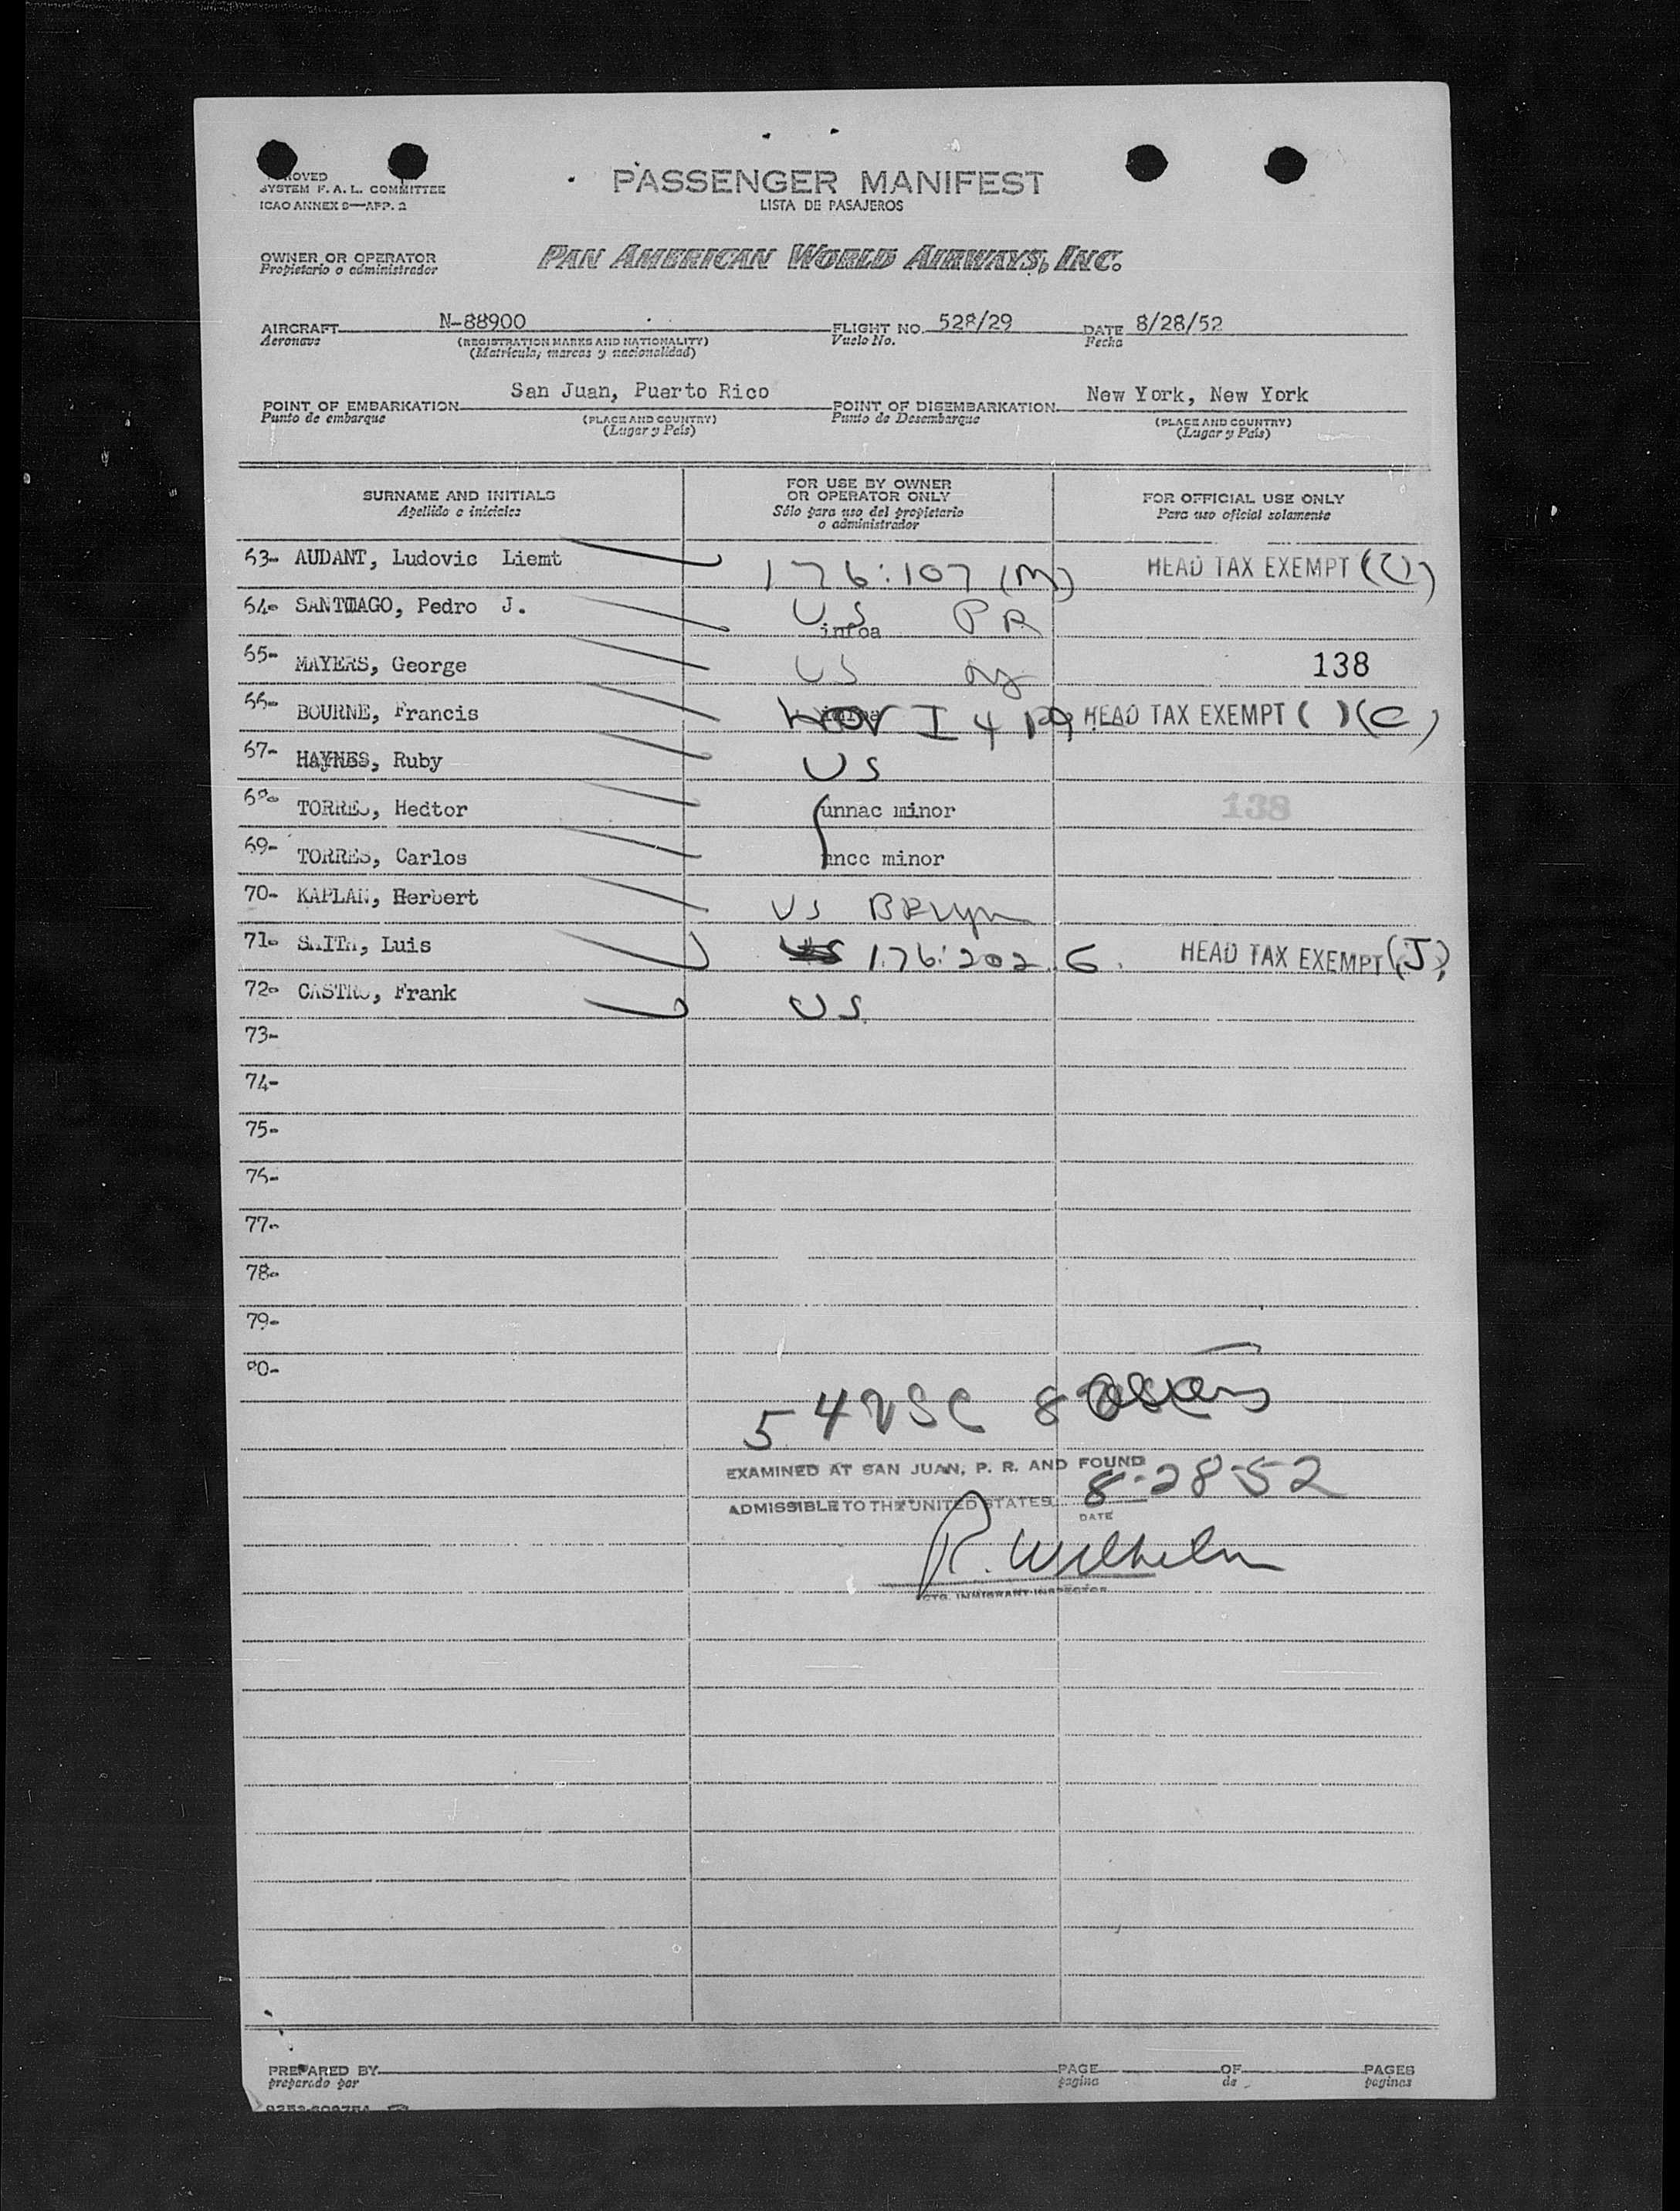 SYSTEM F. A. L. COMMITTEE
ICAO ANNEX 9—APP. 2
PASSENGER MANIFEST
LISTA DE PASAJEROS
OWNER OR OPERATOR
Propietario o administrador
PAN AMERICAN WORLD AIRWAYS, INC.
AIRCRAFT N-88900 FLIGHT NO. 528/29 DATE 8/28/52
Aeronave (REGISTRATION MARKS AND NATIONALITY) Vuelo No. Fecha
(Matrícula, marcas y nacionalidad)
POINT OF EMBARKATION San Juan, Puerto Rico POINT OF DISEMBARKATION New York, New York
Punto de embarque (PLACE AND COUNTRY) Punto de Desembarque (PLACE AND COUNTRY)
(Lugar y País) (Lugar y País)
SURNAME AND INITIALS
Apellido e iniciales
FOR USE BY OWNER
OR OPERATOR ONLY
Sólo para uso del propietario
o administrador
FOR OFFICIAL USE ONLY
Para uso oficial solamente
63- AUDANT, Ludovic Liemt 176:107 (M) HEAD TAX EXEMPT
64- SANTIAGO, Pedro J. US PR
65- MAYERS, George US 138
66- BOURNE, Francis I 4 HEAD TAX EXEMPT ( ) (C)
67- HAYNES, Ruby US
68- TORRES, Hedtor unnac minor 138
69- TORRES, Carlos uncc minor
70- KAPLAN, Herbert US
71- SMITH, Luis US 176:202. G. HEAD TAX EXEMPT (J)
72- CASTRO, Frank US
73-
74-
75-
76-
77-
78-
79-
80-
54 USC 8
EXAMINED AT SAN JUAN, P. R. AND FOUND
ADMISSIBLE TO THE UNITED STATES 8-28-52
DATE
R. Wilhelm
ACTG. IMMIGRANT INSPECTOR
PREPARED BY PAGE OF PAGES
preparado por pagina de paginas